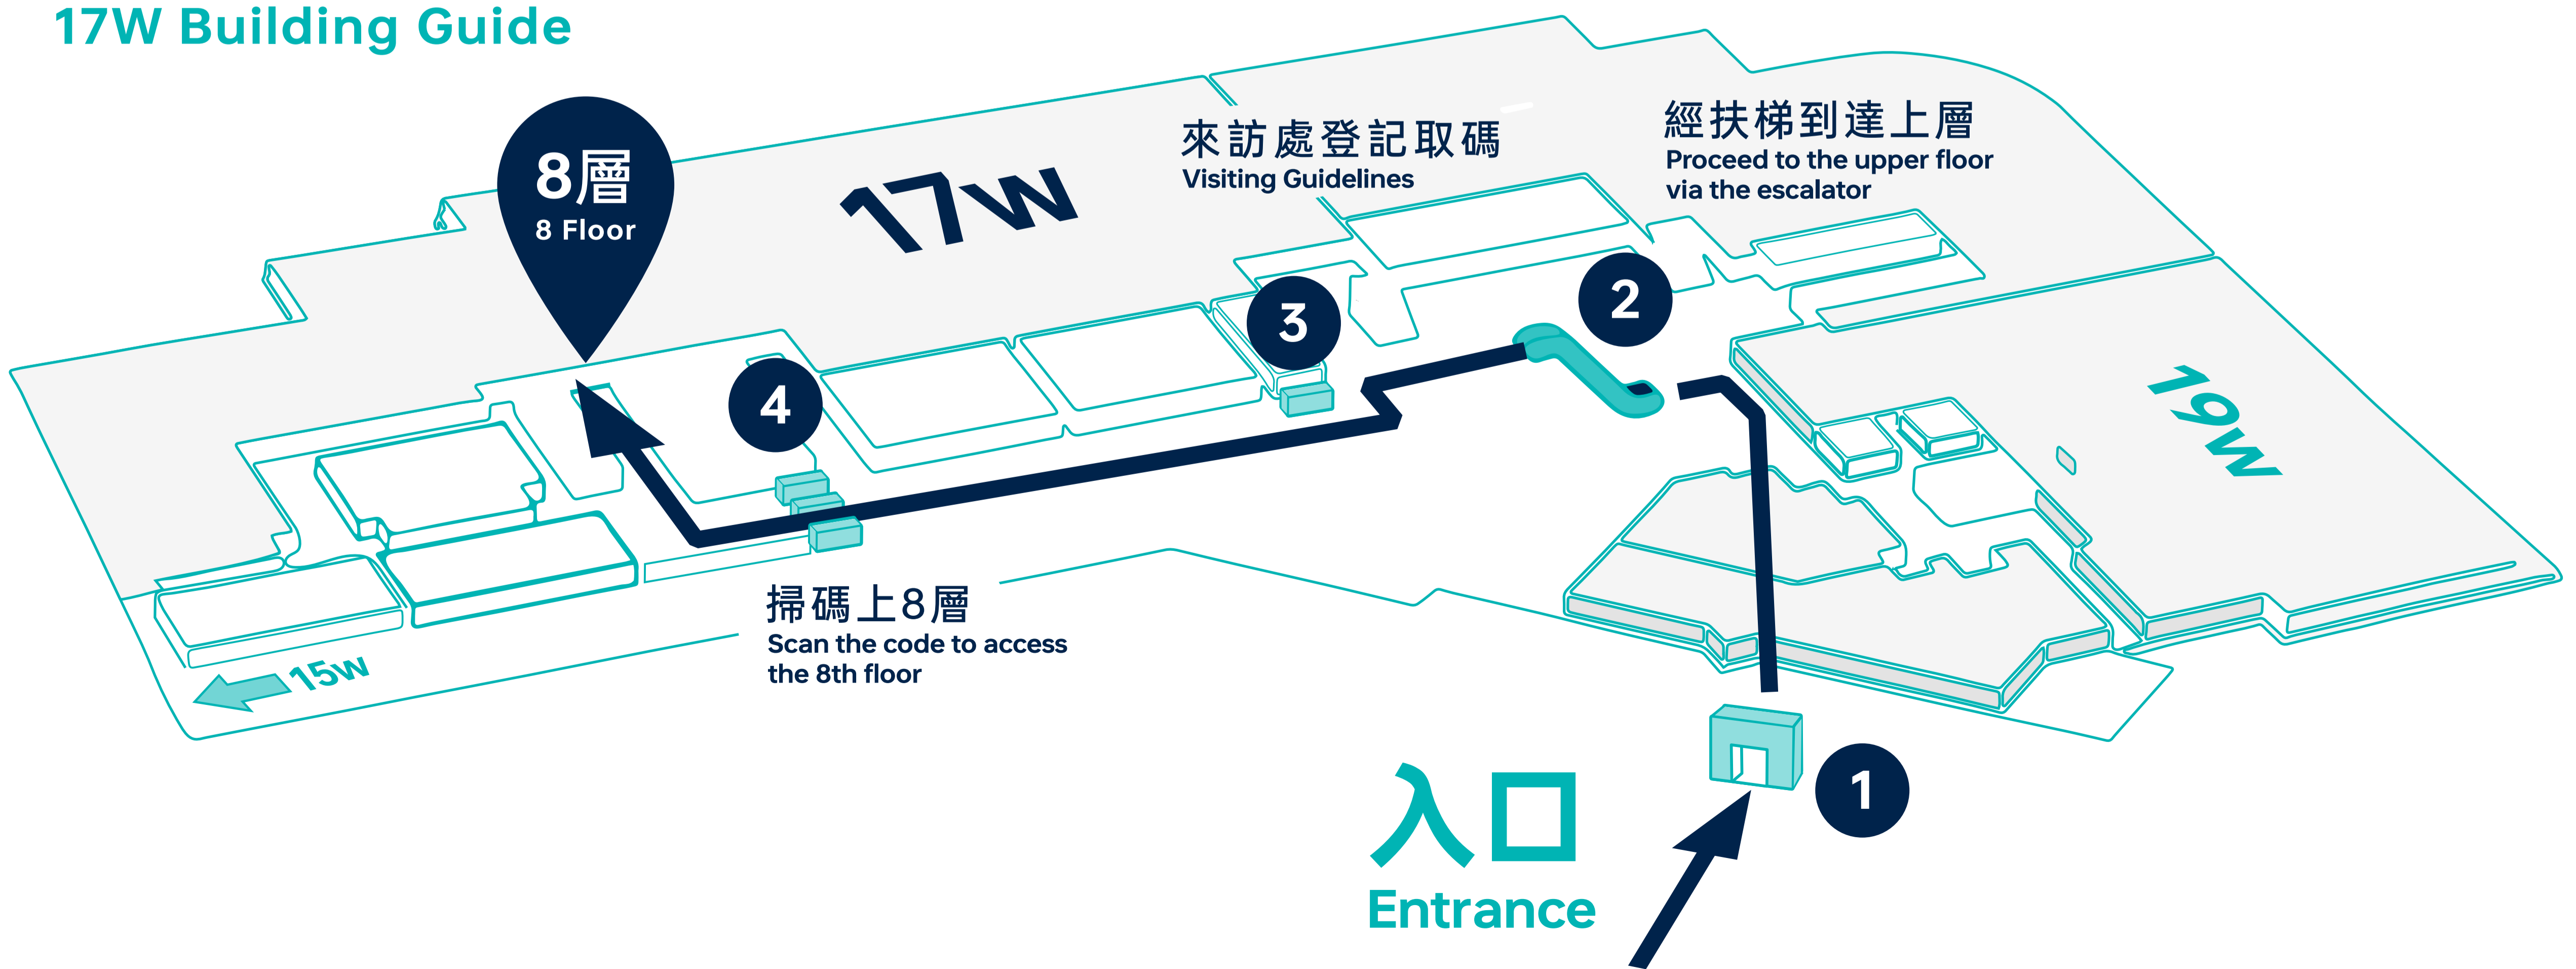 17W Building Guide
8層
8 Floor
17W
來訪處登記取碼
Visiting Guidelines
經扶梯到達上層
Proceed to the upper floor
via the escalator
2
3
4
19W
掃碼上8層
Scan the code to access
the 8th floor
15W
入口
Entrance
1